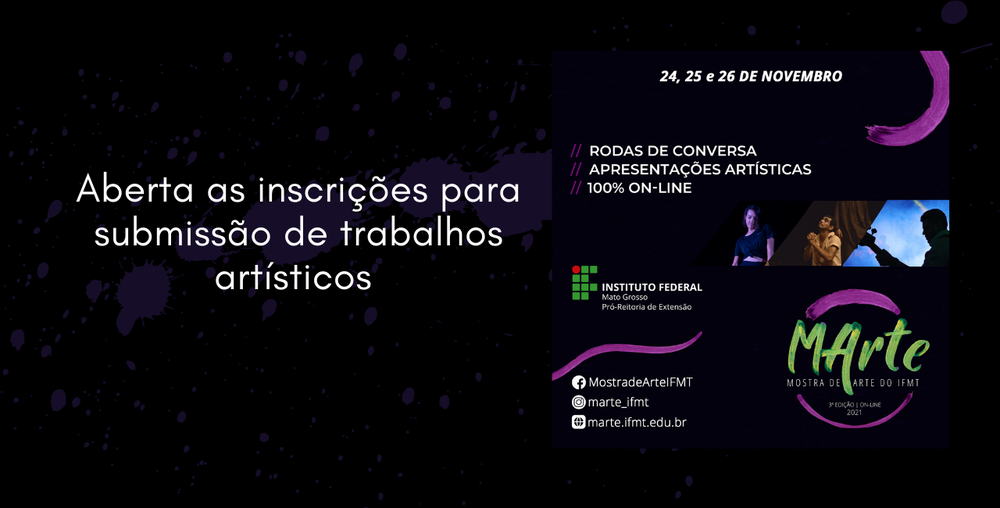 Aberta as inscrições para
submissão de trabalhos
artísticos
24, 25 e 26 DE NOVEMBRO
// RODAS DE CONVERSA
// APRESENTAÇÕES ARTÍSTICAS
// 100% ON-LINE
INSTITUTO FEDERAL
Mato Grosso
Pró-Reitoria de Extensão
MostradeArteIFMT
marte_ifmt
marte.ifmt.edu.br
MArte
MOSTRA DE ARTE DO IFMT
3ª EDIÇÃO | ON-LINE
2021